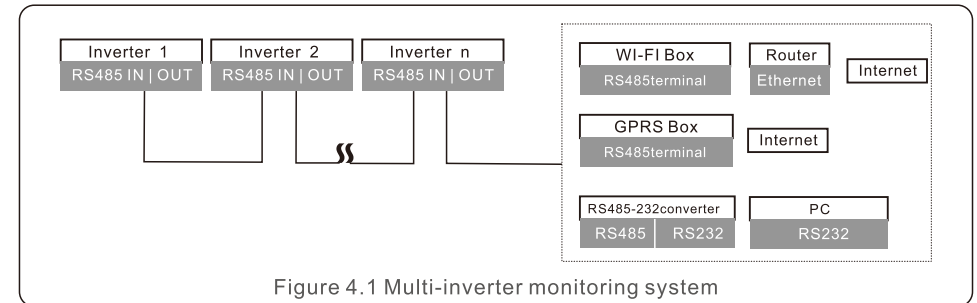 Inverter 1
RS485 IN | OUT
Inverter 2
RS485 IN | OUT
Inverter n
RS485 IN | OUT
WI-FI Box
RS485terminal
Router
Ethernet
Internet
GPRS Box
RS485terminal
Internet
RS485-232converter
RS485 RS232
PC
RS232
Figure 4.1 Multi-inverter monitoring system